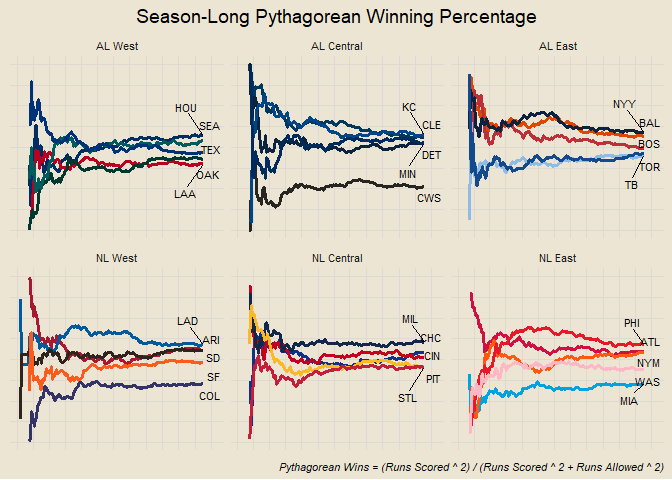 Season-Long Pythagorean Winning Percentage
AL West
AL Central
AL East
HOU
SEA
TEX
OAK
LAA
KC
CLE
DET
MIN
CWS
NYY
BAL
BOS
TOR
TB
NL West
NL Central
NL East
LAD
ARI
SD
SF
COL
MIL
CHC
CIN
PIT
STL
PHI
ATL
NYM
WAS
MIA
Pythagorean Wins = (Runs Scored ^ 2) / (Runs Scored ^ 2 + Runs Allowed ^ 2)